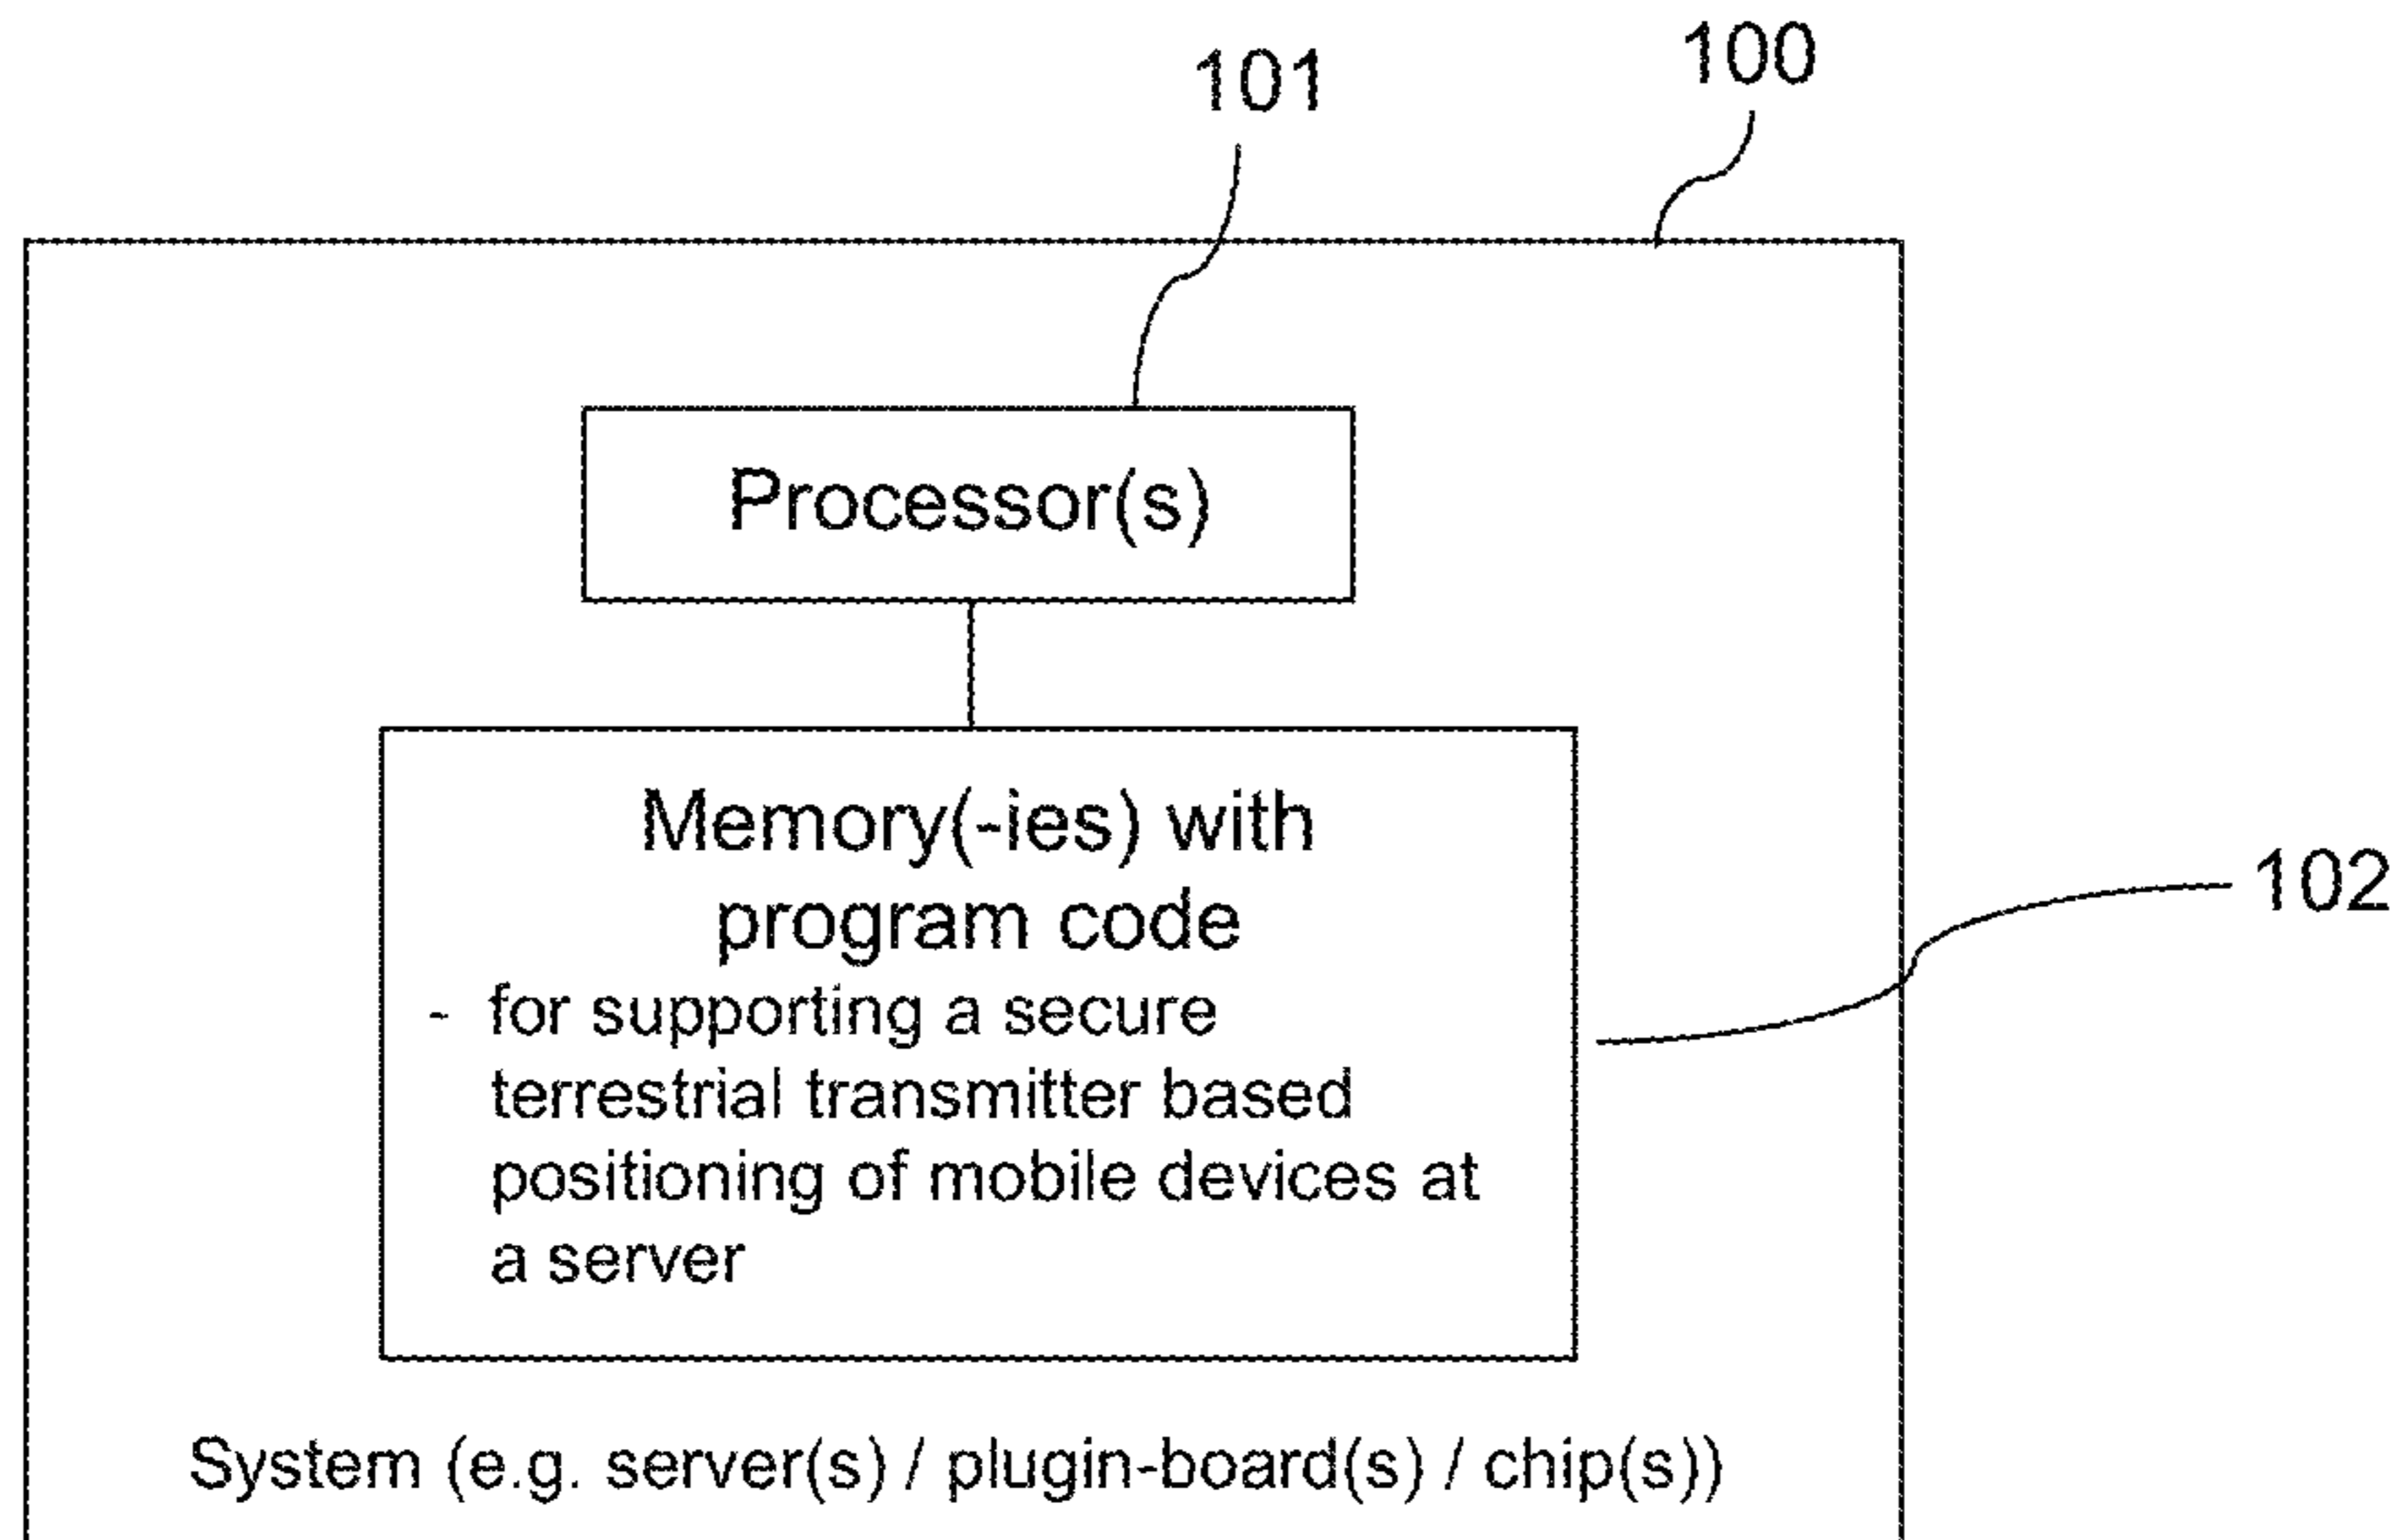 100
101
Processor(s)
Memory(-ies) with
program code
- for supporting a secure
terrestrial transmitter based
positioning of mobile devices at
a server
102
System (e.g. server(s) / plugin-board(s) / chip(s))